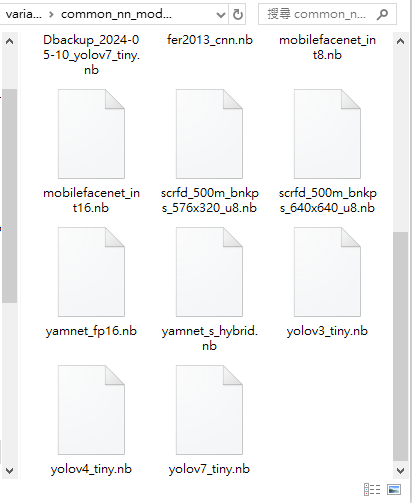 varia... > common_nn_mod...
搜尋 common_n...
Dbackup_2024-0
5-10_yolov7_tiny.
nb
fer2013_cnn.nb
mobilefacenet_in
t8.nb
mobilefacenet_in
t16.nb
scrfd_500m_bnkp
s_576x320_u8.nb
scrfd_500m_bnkp
s_640x640_u8.nb
yamnet_fp16.nb
yamnet_s_hybrid.
nb
yolov3_tiny.nb
yolov4_tiny.nb
yolov7_tiny.nb